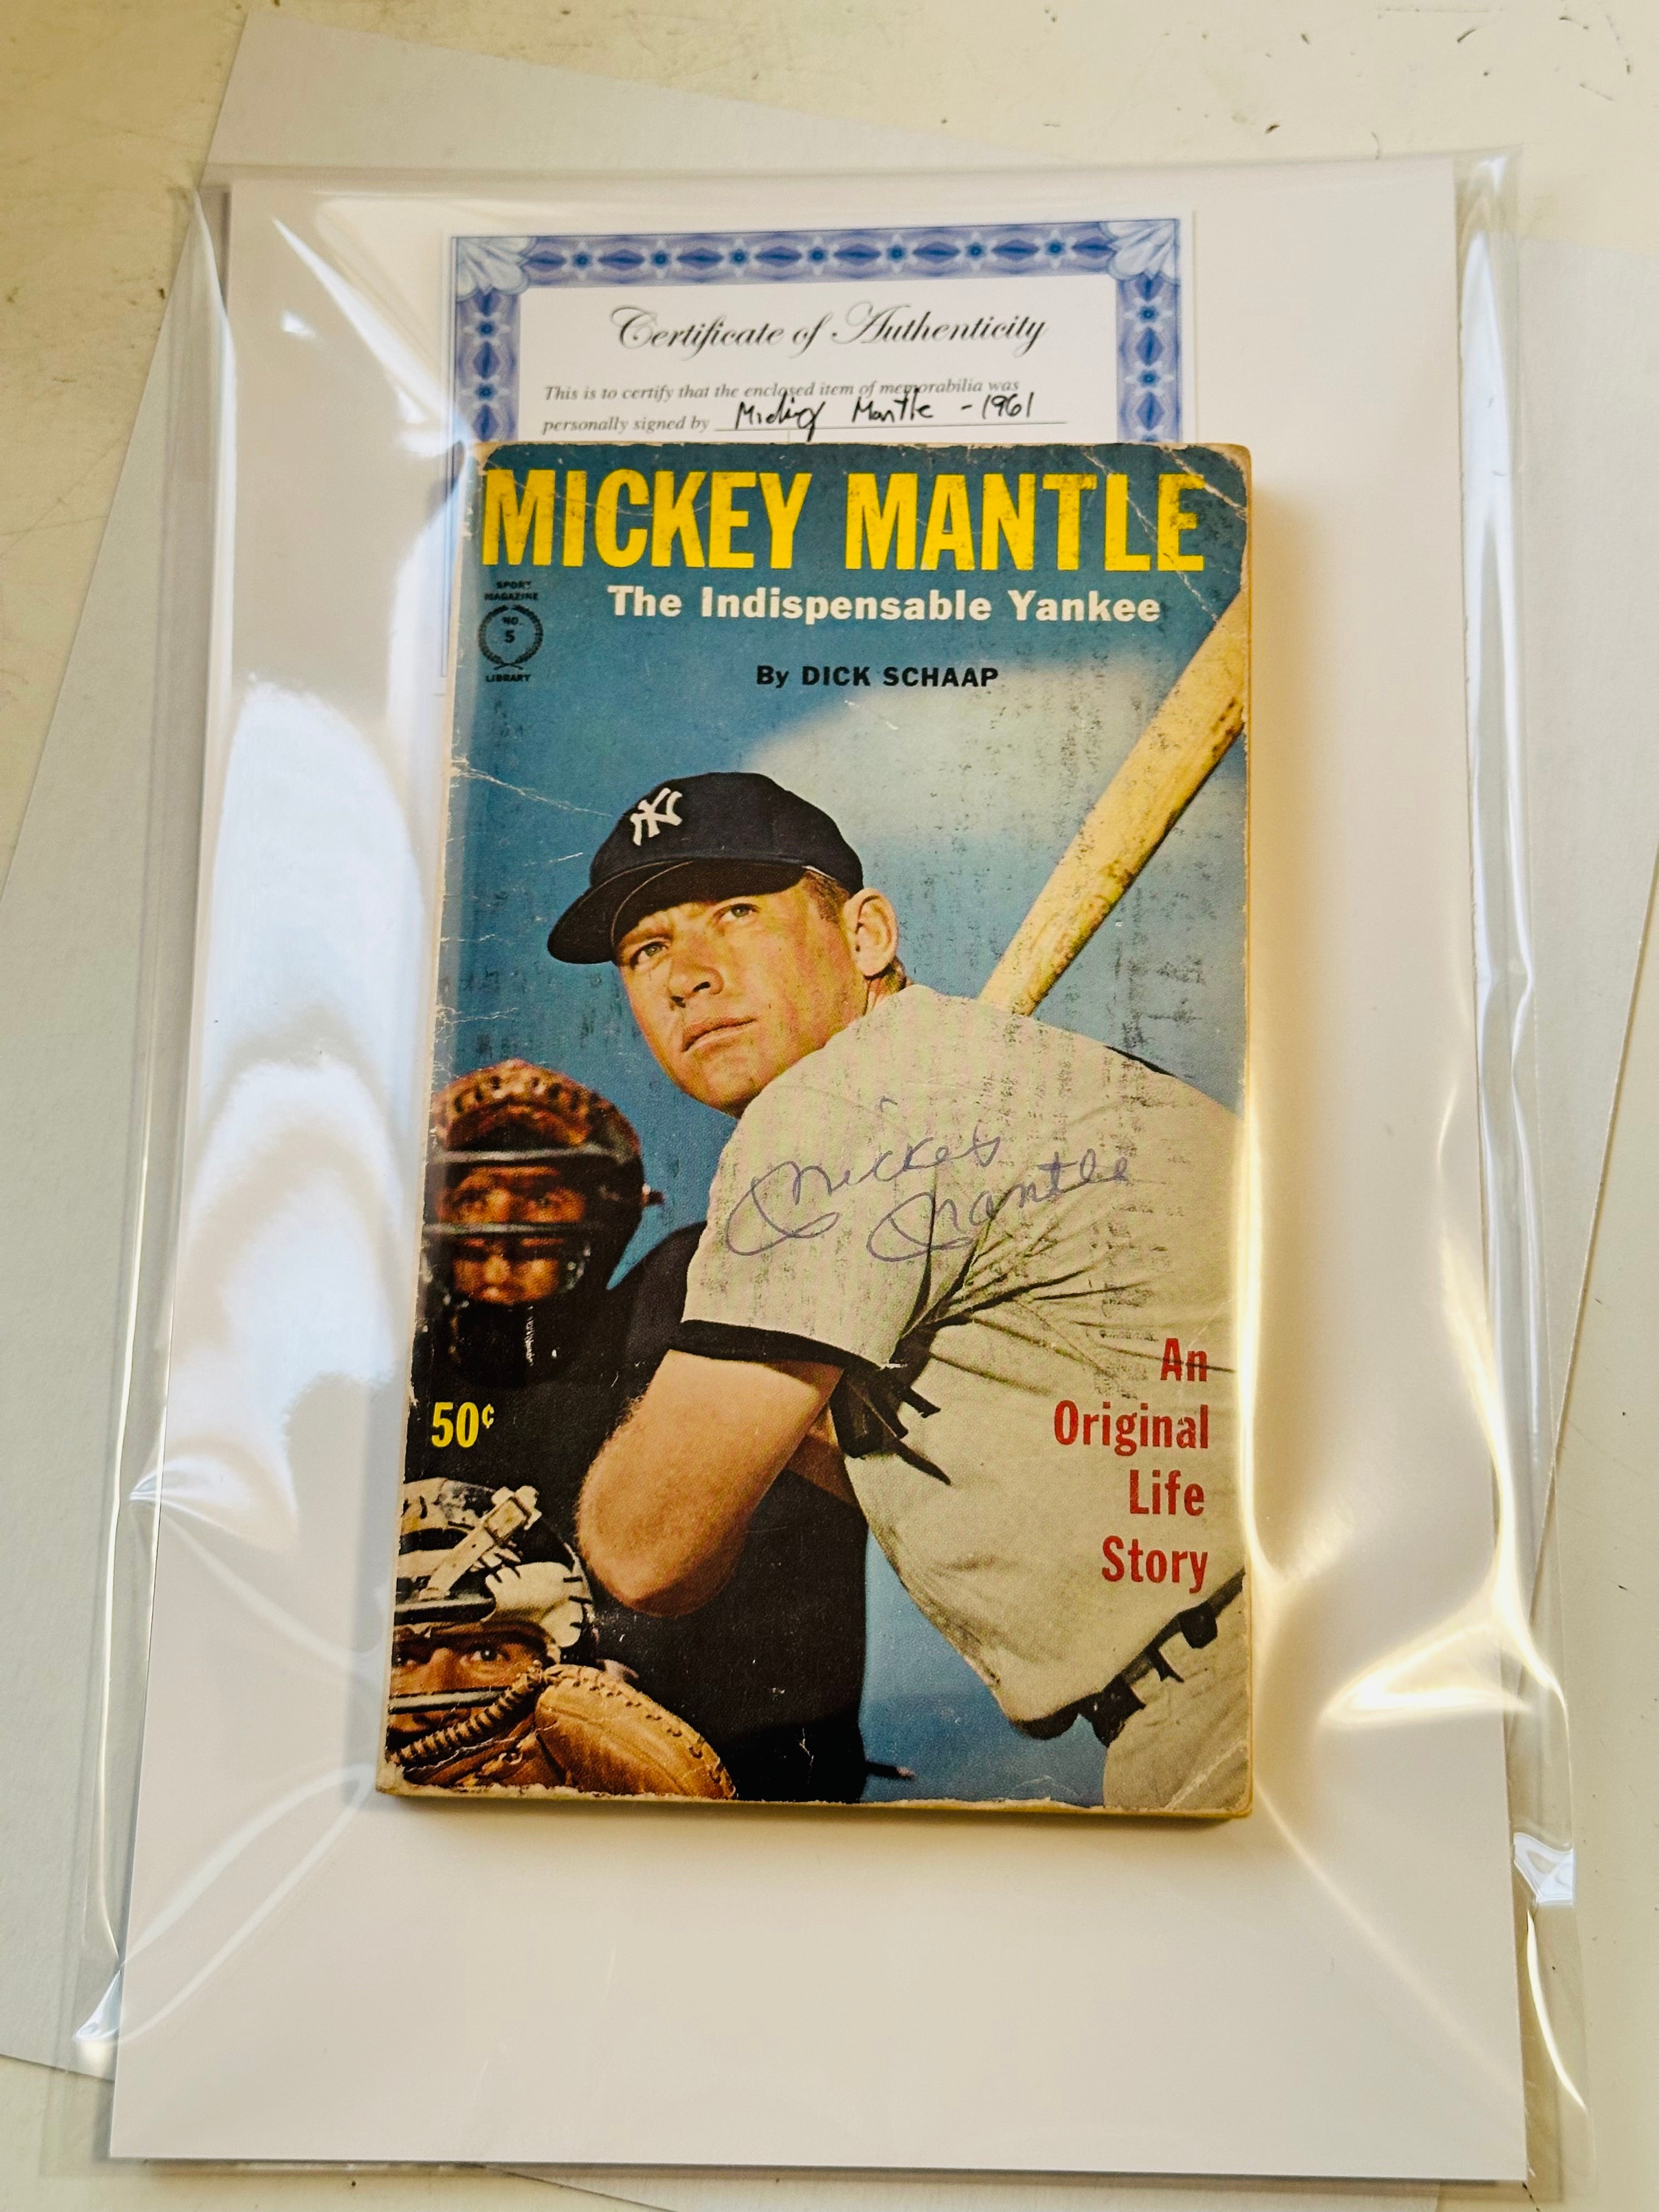 Certificate of Authenticity
This is to certify that the enclosed item of memorabilia was
personally signed by Mickey Mantle - 1961
MICKEY MANTLE
The Indispensable Yankee
SPORT
MAGAZINE
NO.
5
LIBRARY
By DICK SCHAAP
NY
Mickey
Mantle
An
50¢
Original
Life
Story